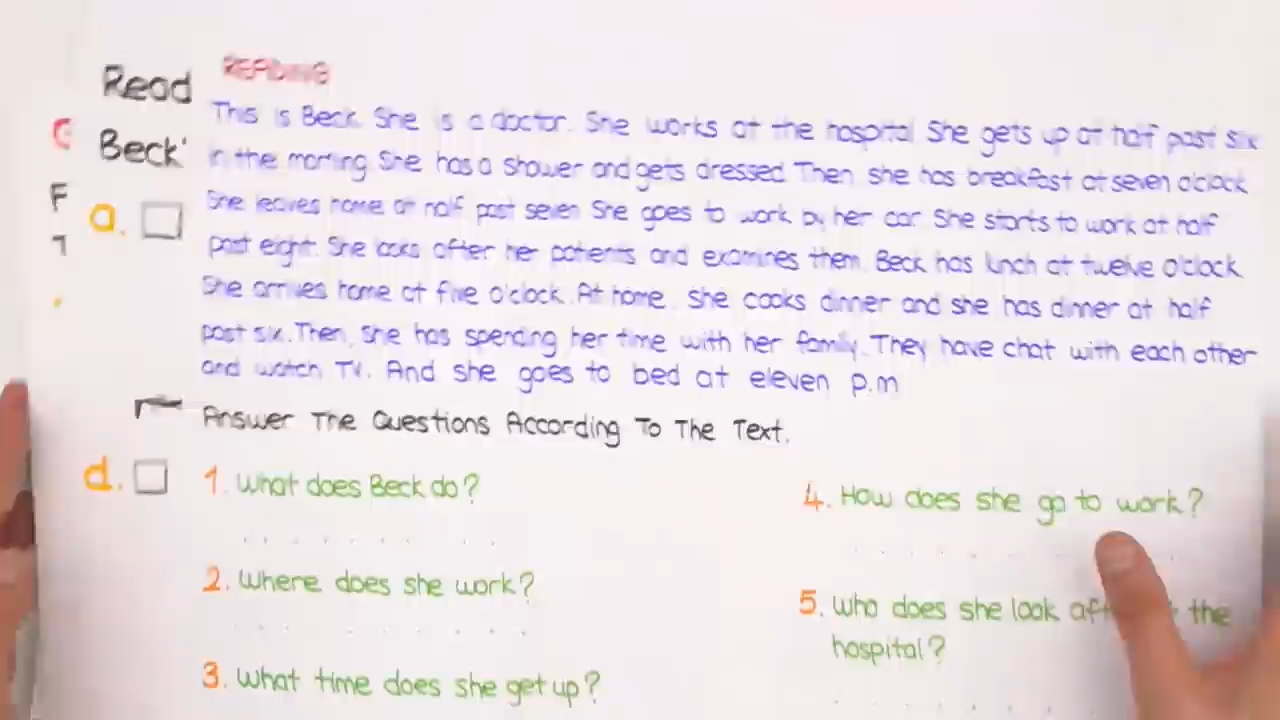 READING
Read
This is Beck. She is a doctor. She works at the hospital. She gets up at half past six
Beck'
in the morning. She has a shower and gets dressed. Then, she has breakfast at seven o'clock.
F
She leaves home at half past seven. She goes to work by her car. She starts to work at half
a.
past eight. She looks after her patients and examines them. Beck has lunch at twelve o'clock.
She arrives home at five o'clock. At home, she cooks dinner and she has dinner at half
past six. Then, she has spending her time with her family. They have chat with each other
and watch TV. And she goes to bed at eleven p.m
Answer The Questions According To The Text.
d.
1. What does Beck do?
2. Where does she work?
3. What time does she get up?
4. How does she go to work?
5. Who does she look the
hospital?